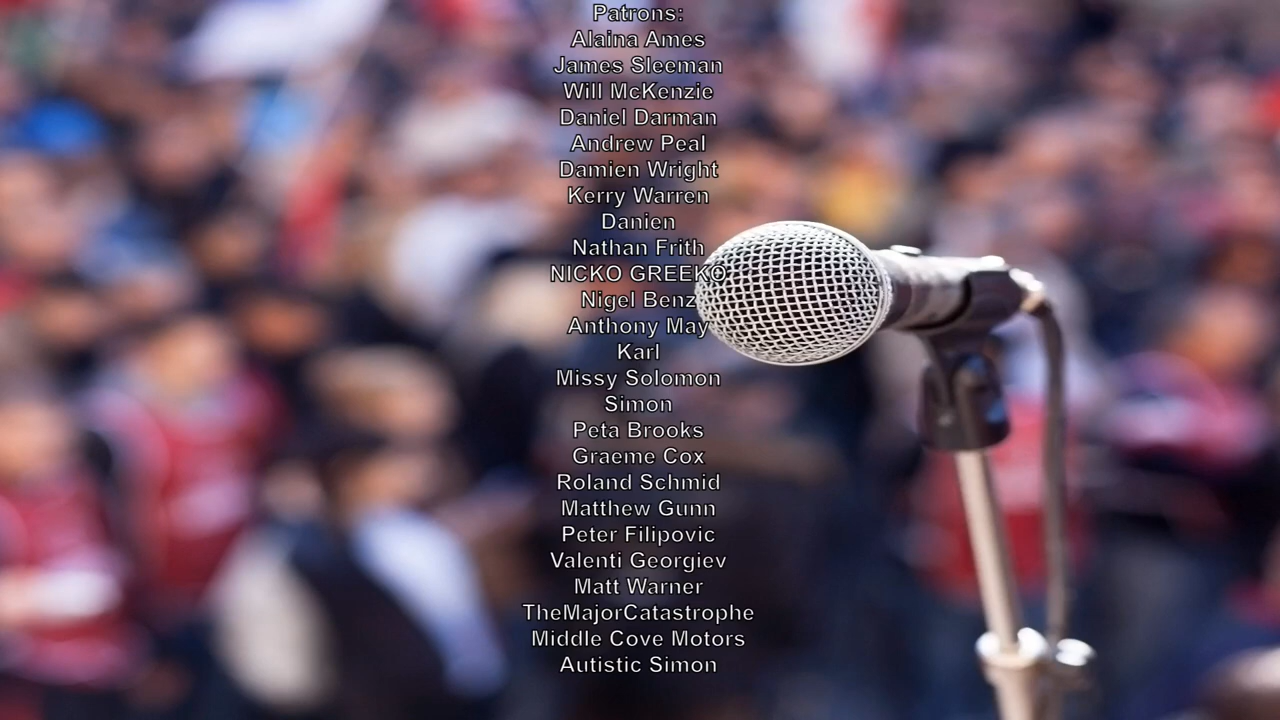 Patrons:
Alaina Ames
James Sleeman
Will McKenzie
Daniel Darman
Andrew Peal
Damien Wright
Kerry Warren
Danien
Nathan Frith
NICKO GREEKO
Nigel Benz
Anthony May
Karl
Missy Solomon
Simon
Peta Brooks
Graeme Cox
Roland Schmid
Matthew Gunn
Peter Filipovic
Valenti Georgiev
Matt Warner
TheMajorCatastrophe
Middle Cove Motors
Autistic Simon